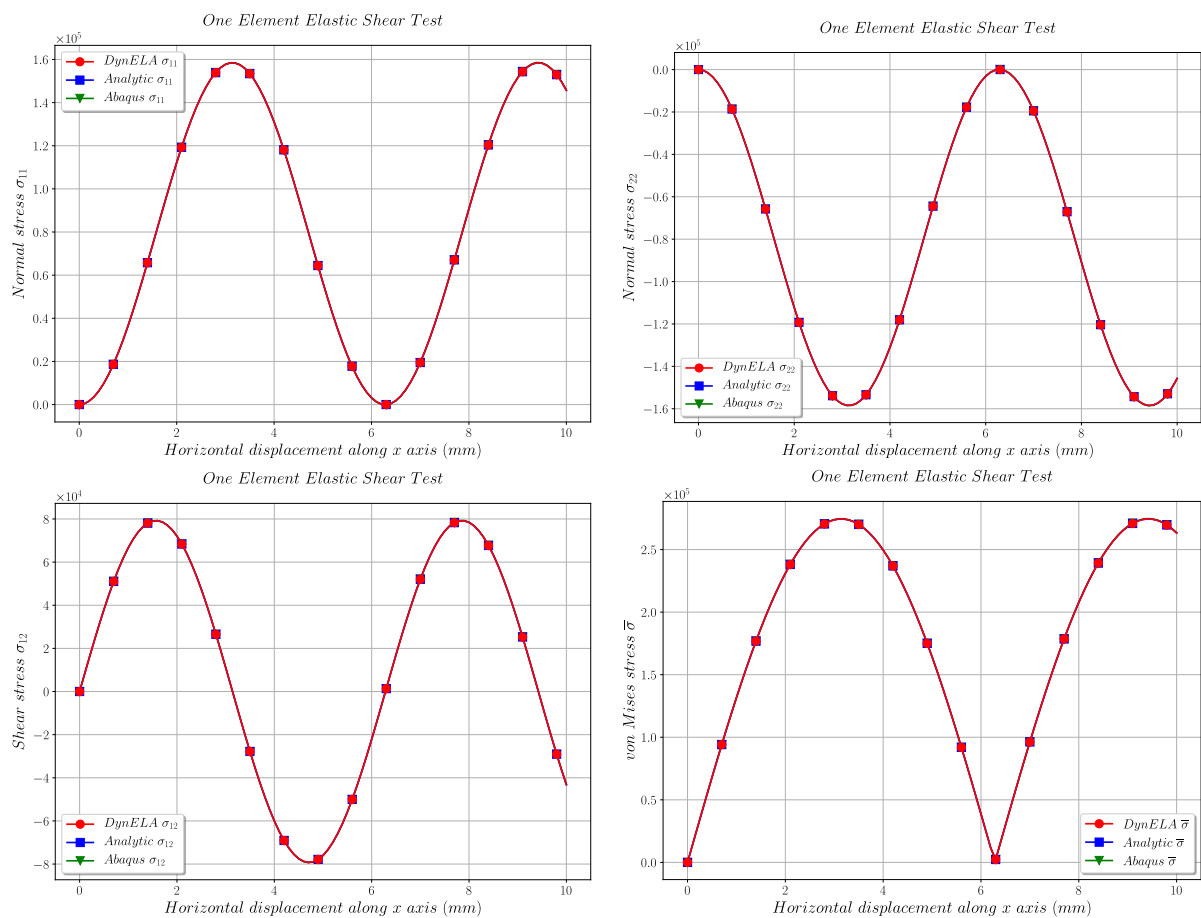 One Element Elastic Shear Test
×10⁵
DynELA σ₁₁
Analytic σ₁₁
Abaqus σ₁₁
1.6
1.4
1.2
1.0
0.8
0.6
0.4
0.2
0.0
Normal stress σ₁₁
0 2 4 6 8 10
Horizontal displacement along x axis (mm)
One Element Elastic Shear Test
×10⁵
0.0
−0.2
−0.4
−0.6
−0.8
−1.0
−1.2
−1.4
−1.6
Normal stress σ₂₂
DynELA σ₂₂
Analytic σ₂₂
Abaqus σ₂₂
0 2 4 6 8 10
Horizontal displacement along x axis (mm)
One Element Elastic Shear Test
×10⁴
8
6
4
2
0
−2
−4
−6
−8
Shear stress σ₁₂
DynELA σ₁₂
Analytic σ₁₂
Abaqus σ₁₂
0 2 4 6 8 10
Horizontal displacement along x axis (mm)
One Element Elastic Shear Test
×10⁵
2.5
2.0
1.5
1.0
0.5
0.0
von Mises stress σ̅
DynELA σ̅
Analytic σ̅
Abaqus σ̅
0 2 4 6 8 10
Horizontal displacement along x axis (mm)